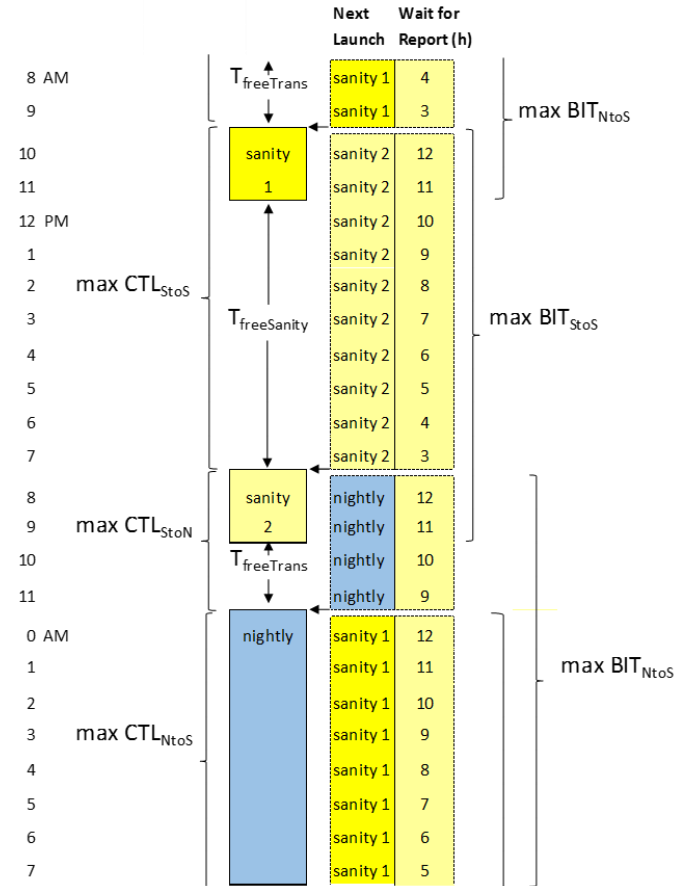 Next Wait for
Launch Report (h)
8 AM TfreeTrans sanity 1 4
9 sanity 1 3 max BITNtoS
10 sanity sanity 2 12
11 1 sanity 2 11
12 PM sanity 2 10
1 sanity 2 9
2 max CTLStoS sanity 2 8
3 TfreeSanity sanity 2 7 max BITStoS
4 sanity 2 6
5 sanity 2 5
6 sanity 2 4
7 sanity 2 3
8 sanity nightly 12
9 max CTLStoN 2 nightly 11
10 TfreeTrans nightly 10
11 nightly 9
0 AM nightly sanity 1 12
1 sanity 1 11 max BITNtoS
2 sanity 1 10
3 max CTLNtoS sanity 1 9
4 sanity 1 8
5 sanity 1 7
6 sanity 1 6
7 sanity 1 5